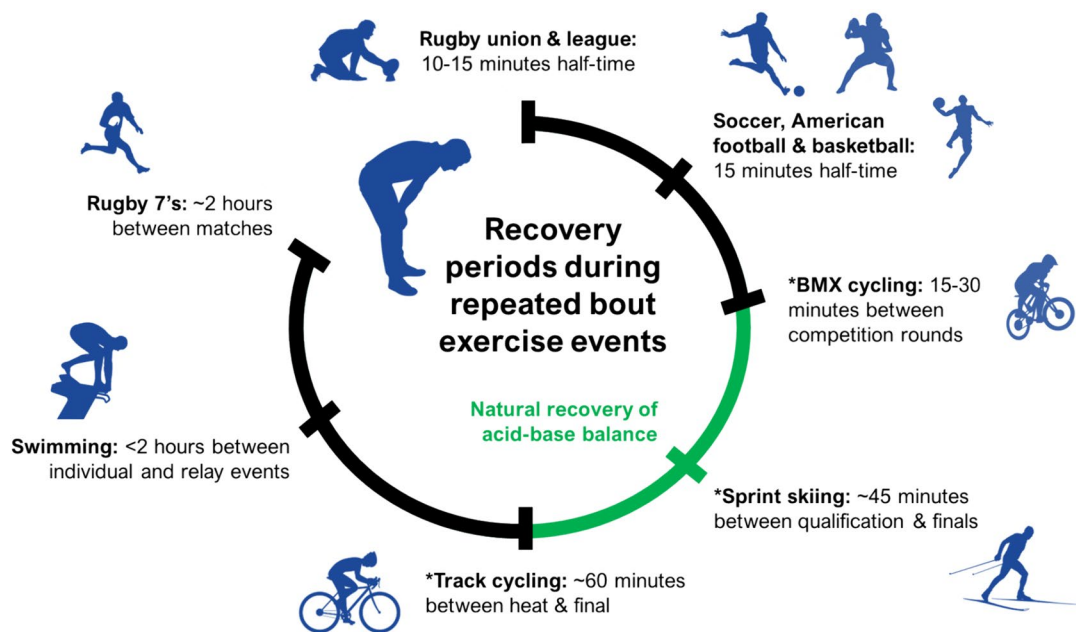 Rugby union & league:
10-15 minutes half-time
Soccer, American
football & basketball:
15 minutes half-time
Rugby 7's: ~2 hours
between matches
Recovery
periods during
repeated bout
exercise events
*BMX cycling: 15-30
minutes between
competition rounds
Natural recovery of
acid-base balance
Swimming: <2 hours between
individual and relay events
*Sprint skiing: ~45 minutes
between qualification & finals
*Track cycling: ~60 minutes
between heat & final